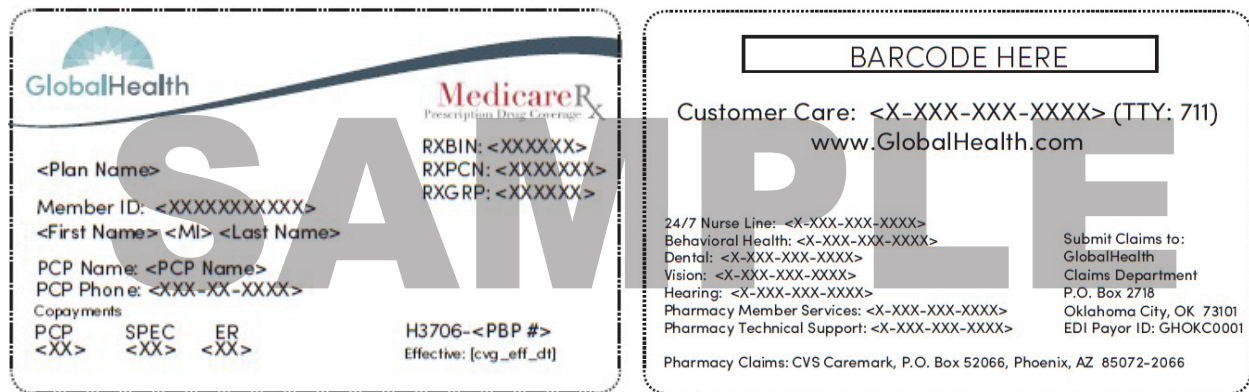 GlobalHealth
MedicareRx
Prescription Drug Coverage
RXBIN: <XXXXXX>
RXPCN: <XXXXXXX>
RXGRP: <XXXXXX>
<Plan Name>
Member ID: <XXXXXXXXXXX>
<First Name> <MI> <Last Name>
PCP Name: <PCP Name>
PCP Phone: <XXX-XX-XXXX>
Copayments
PCP SPEC ER
<XX> <XX> <XX>
H3706-<PBP #>
Effective: [cvg_eff_dt]
SAMPLE
BARCODE HERE
Customer Care: <X-XXX-XXX-XXXX> (TTY: 711)
www.GlobalHealth.com
24/7 Nurse Line: <X-XXX-XXX-XXXX>
Behavioral Health: <X-XXX-XXX-XXXX>
Dental: <X-XXX-XXX-XXXX>
Vision: <X-XXX-XXX-XXXX>
Hearing: <X-XXX-XXX-XXXX>
Pharmacy Member Services: <X-XXX-XXX-XXXX>
Pharmacy Technical Support: <X-XXX-XXX-XXXX>
Submit Claims to:
GlobalHealth
Claims Department
P.O. Box 2718
Oklahoma City, OK 73101
EDI Payor ID: GHOKC0001
Pharmacy Claims: CVS Caremark, P.O. Box 52066, Phoenix, AZ 85072-2066